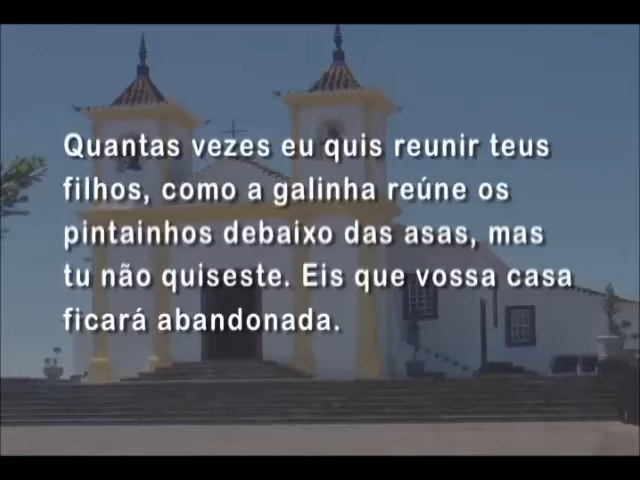 Quantas vezes eu quis reunir teus
filhos, como a galinha reúne os
pintainhos debaixo das asas, mas
tu não quiseste. Eis que vossa casa
ficará abandonada.